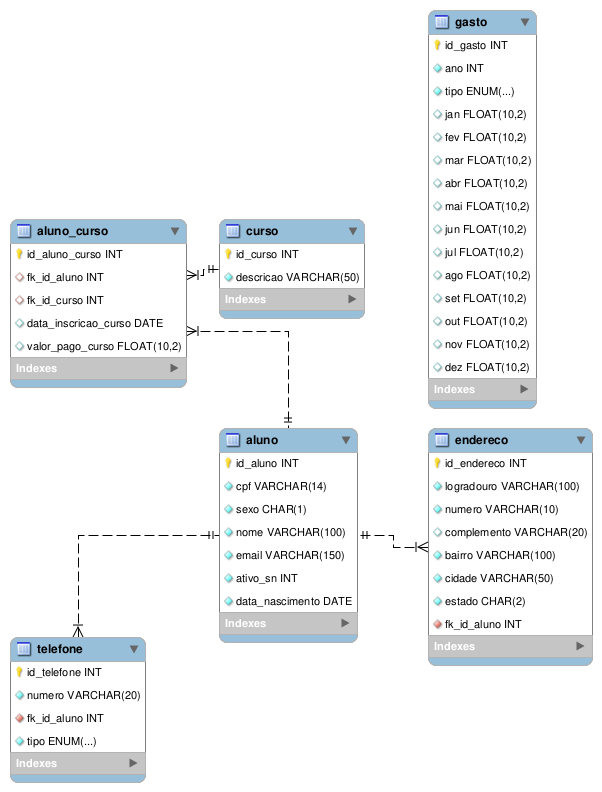 gasto
id_gasto INT
ano INT
tipo ENUM(...)
jan FLOAT(10,2)
fev FLOAT(10,2)
mar FLOAT(10,2)
abr FLOAT(10,2)
mai FLOAT(10,2)
jun FLOAT(10,2)
jul FLOAT(10,2)
ago FLOAT(10,2)
set FLOAT(10,2)
out FLOAT(10,2)
nov FLOAT(10,2)
dez FLOAT(10,2)
Indexes
aluno_curso
id_aluno_curso INT
fk_id_aluno INT
fk_id_curso INT
data_inscricao_curso DATE
valor_pago_curso FLOAT(10,2)
Indexes
curso
id_curso INT
descricao VARCHAR(50)
Indexes
aluno
id_aluno INT
cpf VARCHAR(14)
sexo CHAR(1)
nome VARCHAR(100)
email VARCHAR(150)
ativo_sn INT
data_nascimento DATE
Indexes
endereco
id_endereco INT
logradouro VARCHAR(100)
numero VARCHAR(10)
complemento VARCHAR(20)
bairro VARCHAR(100)
cidade VARCHAR(50)
estado CHAR(2)
fk_id_aluno INT
Indexes
telefone
id_telefone INT
numero VARCHAR(20)
fk_id_aluno INT
tipo ENUM(...)
Indexes